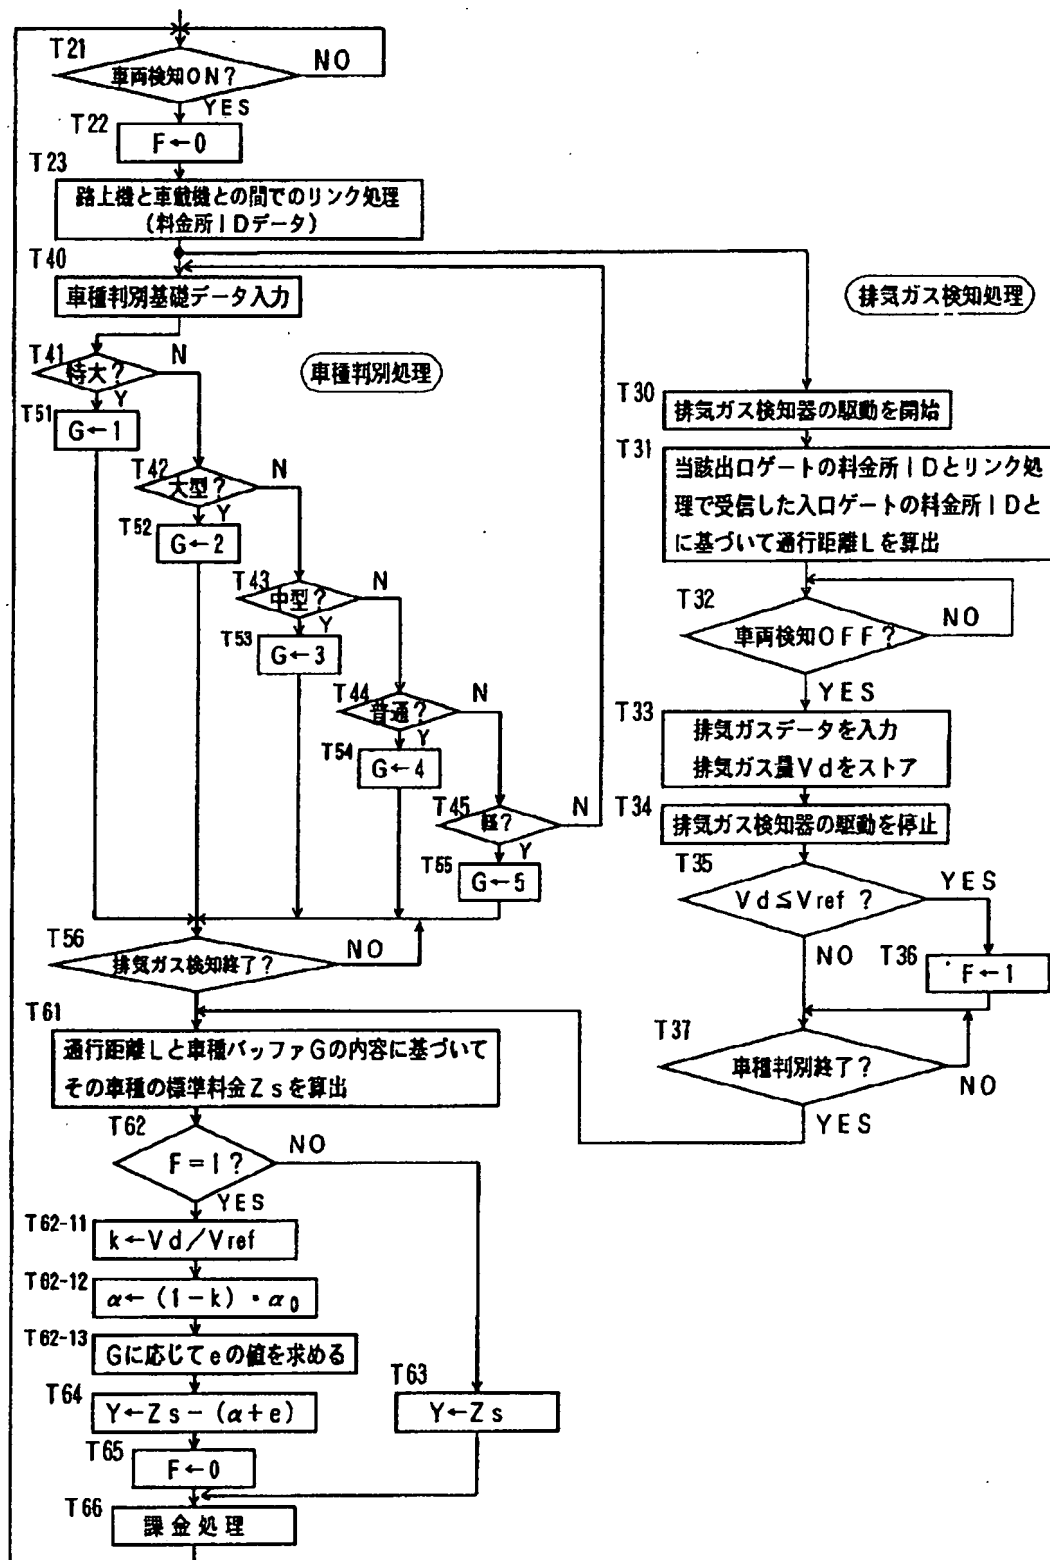 T21
車両検知ON?
NO
YES
T22
F←0
T23
路上機と車載機との間でのリンク処理
(料金所IDデータ)
T40
車種判別基礎データ入力
車種判別処理
T41
特大?
N
Y
T51
G←1
T42
大型?
N
Y
T52
G←2
T43
中型?
N
Y
T53
G←3
T44
普通?
N
Y
T54
G←4
T45
軽?
N
Y
T55
G←5
T56
排気ガス検知終了?
NO
排気ガス検知処理
T30
排気ガス検知器の駆動を開始
T31
当該出口ゲートの料金所IDとリンク処
理で受信した入口ゲートの料金所IDと
に基づいて通行距離Lを算出
T32
車両検知OFF?
NO
YES
T33
排気ガスデータを入力
排気ガス量Vdをストア
T34
排気ガス検知器の駆動を停止
T35
Vd≦Vref?
YES
NO
T36
F←1
T37
車種判別終了?
NO
YES
T61
通行距離Lと車種バッファGの内容に基づいて
その車種の標準料金Zsを算出
T62
F=1?
NO
YES
T62-11
k←Vd/Vref
T62-12
α←(1-k)・α0
T62-13
Gに応じてeの値を求める
T64
Y←Zs-(α+e)
T63
Y←Zs
T65
F←0
T66
課金処理